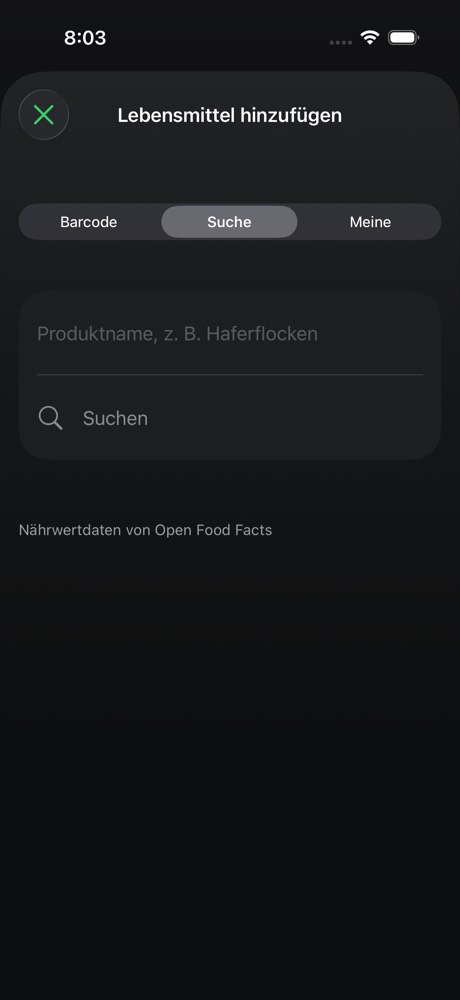 8:03
Lebensmittel hinzufügen
Barcode Suche Meine
Produktname, z. B. Haferflocken
Suchen
Nährwertdaten von Open Food Facts